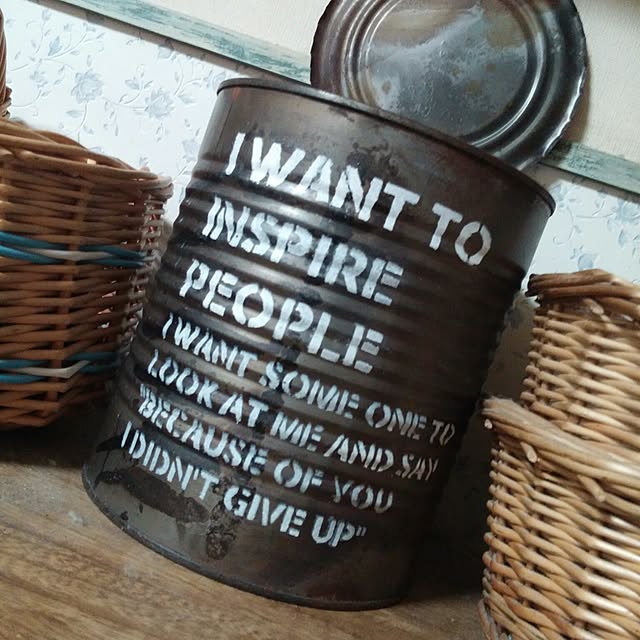 I WANT TO
INSPIRE
PEOPLE
I WANT SOME ONE TO
LOOK AT ME AND SAY
"BECAUSE OF YOU
I DIDN'T GIVE UP"